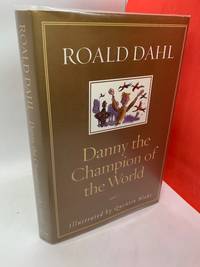 ROALD DAHL
Danny the
Champion of
the World
Illustrated by Quentin Blake
ROALD DAHL